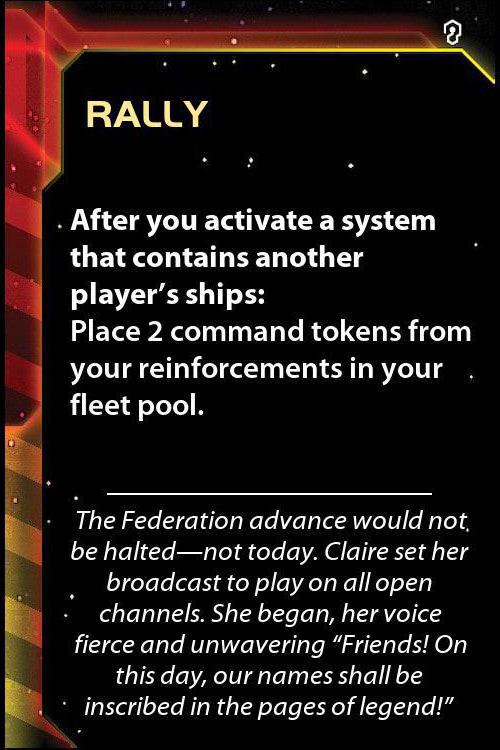 RALLY
After you activate a system
that contains another
player's ships:
Place 2 command tokens from
your reinforcements in your
fleet pool.
The Federation advance would not
be halted—not today. Claire set her
broadcast to play on all open
channels. She began, her voice
fierce and unwavering “Friends! On
this day, our names shall be
inscribed in the pages of legend!”